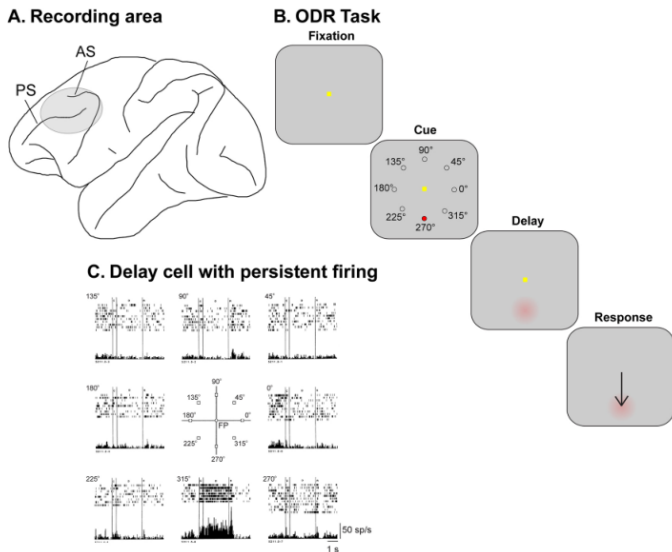 A. Recording area
AS
PS
B. ODR Task
Fixation
Cue
90°
135°
45°
180°
0°
225°
315°
270°
Delay
Response
C. Delay cell with persistent firing
135°
90°
45°
180°
90°
135°
45°
180°
0°
FP
225°
315°
270°
0°
225°
315°
270°
50 sp/s
1 s